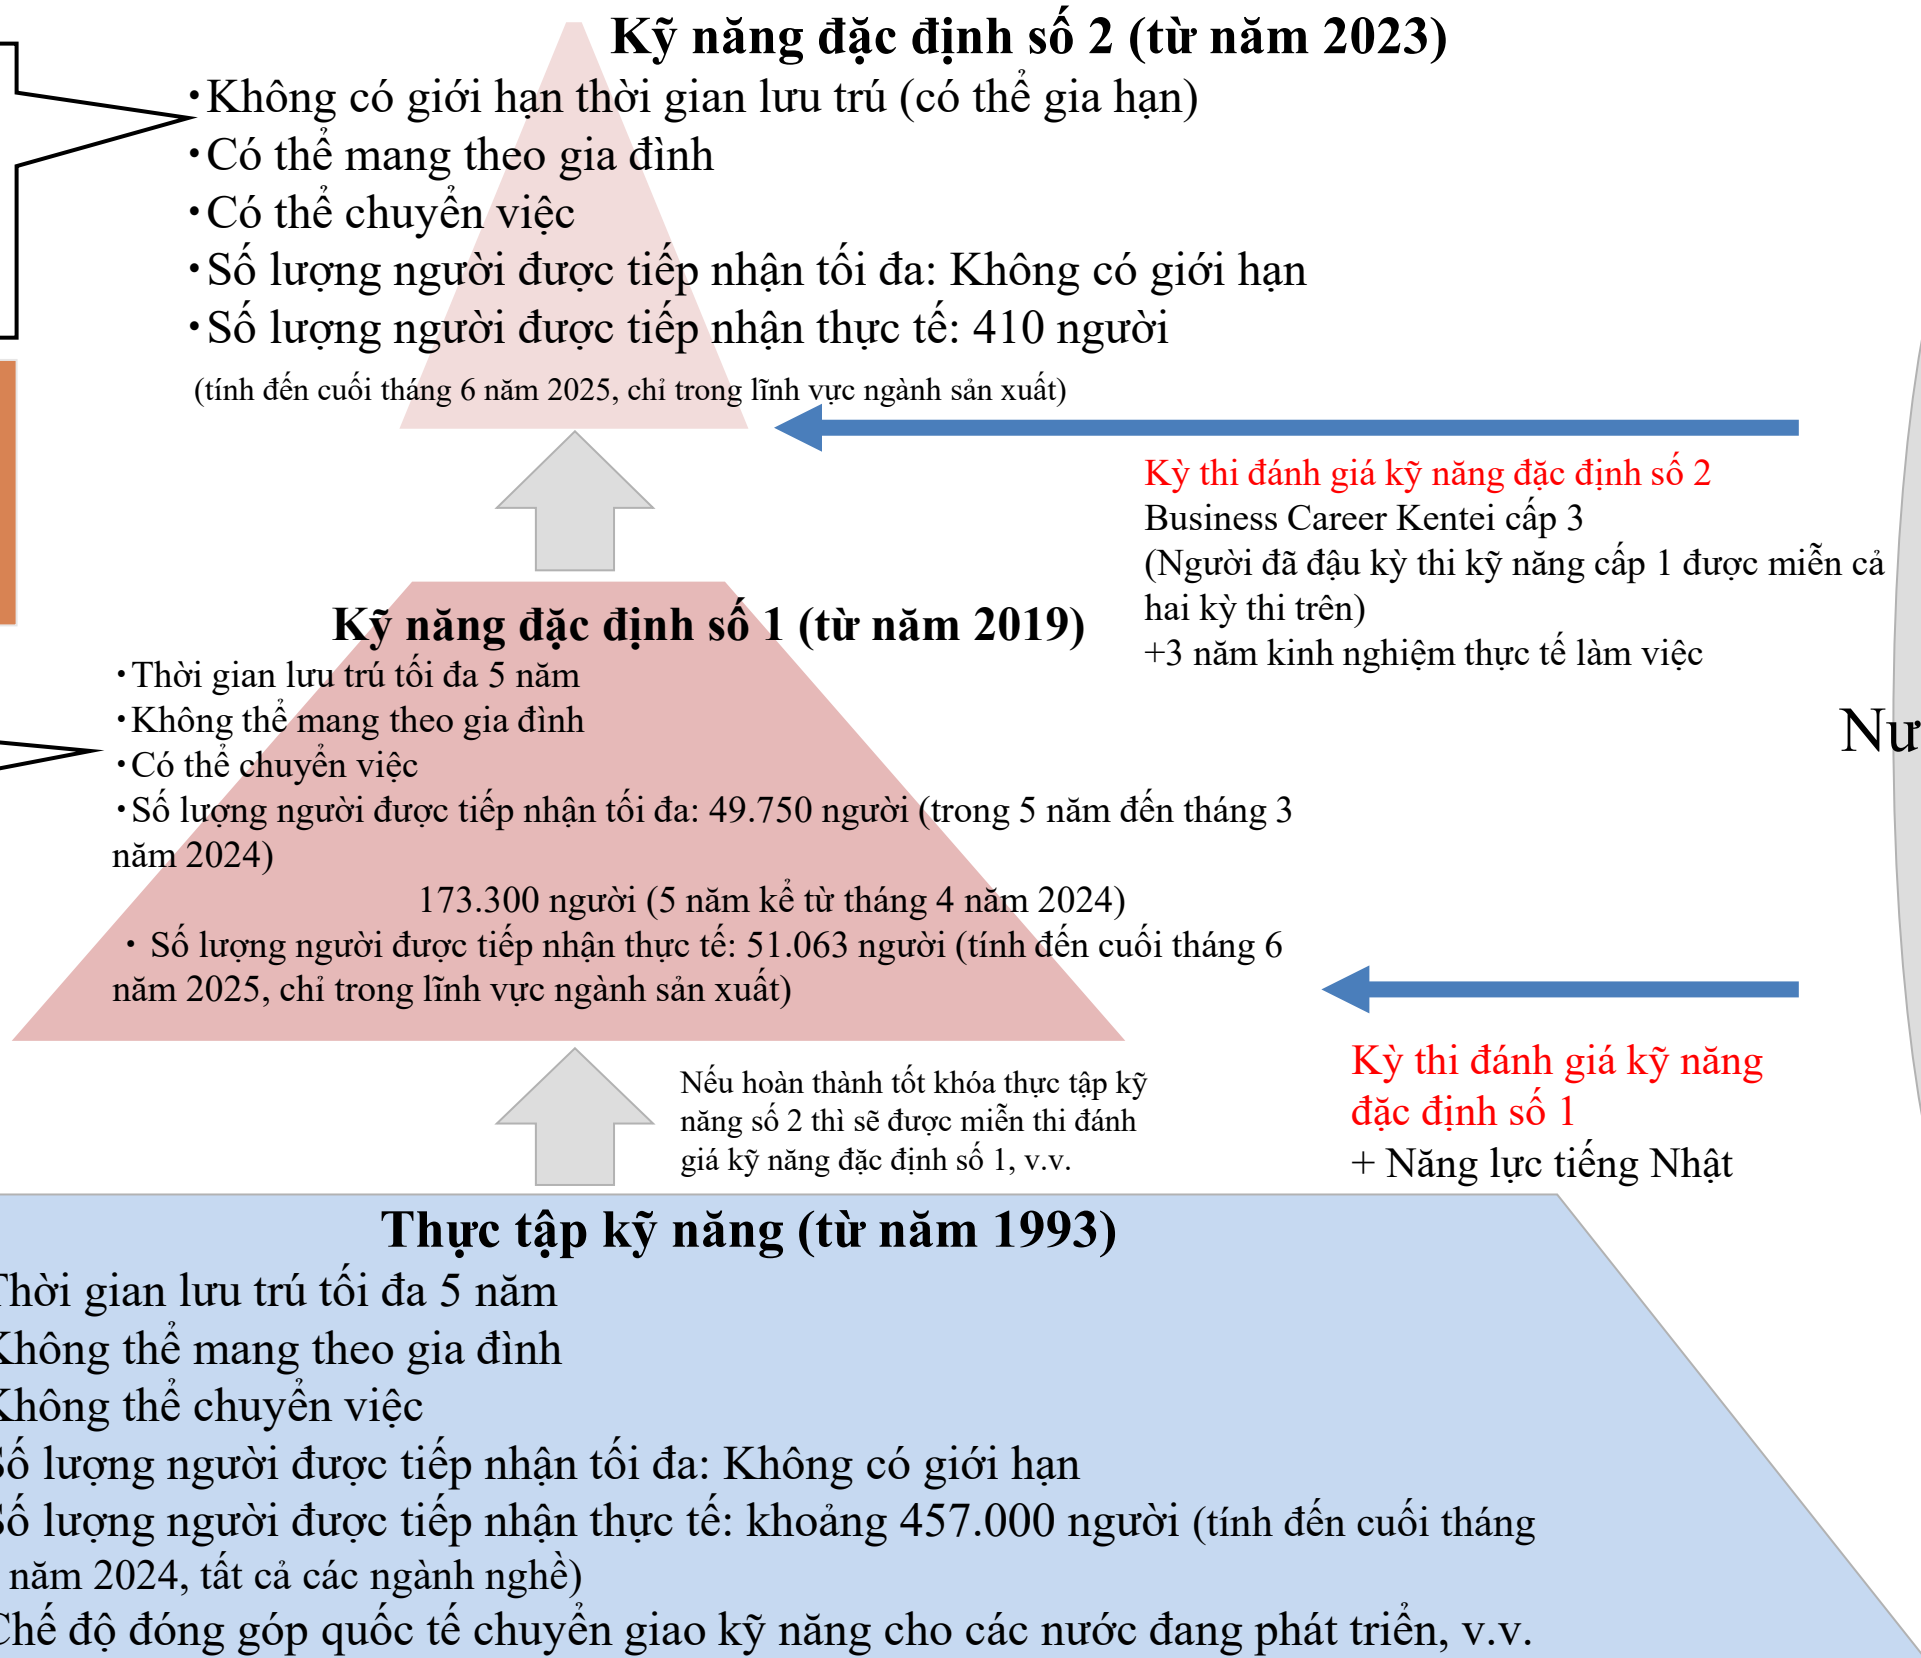 Kỹ năng đặc định số 2 (từ năm 2023)
・Không có giới hạn thời gian lưu trú (có thể gia hạn)
・Có thể mang theo gia đình
・Có thể chuyển việc
・Số lượng người được tiếp nhận tối đa: Không có giới hạn
・Số lượng người được tiếp nhận thực tế: 410 người
(tính đến cuối tháng 6 năm 2025, chỉ trong lĩnh vực ngành sản xuất)
Kỳ thi đánh giá kỹ năng đặc định số 2
Business Career Kentei cấp 3
(Người đã đậu kỳ thi kỹ năng cấp 1 được miễn cả
hai kỳ thi trên)
+3 năm kinh nghiệm thực tế làm việc
Kỹ năng đặc định số 1 (từ năm 2019)
・Thời gian lưu trú tối đa 5 năm
・Không thể mang theo gia đình
・Có thể chuyển việc
・Số lượng người được tiếp nhận tối đa: 49.750 người (trong 5 năm đến tháng 3
năm 2024)
173.300 người (5 năm kể từ tháng 4 năm 2024)
・ Số lượng người được tiếp nhận thực tế: 51.063 người (tính đến cuối tháng 6
năm 2025, chỉ trong lĩnh vực ngành sản xuất)
Nếu hoàn thành tốt khóa thực tập kỹ
năng số 2 thì sẽ được miễn thi đánh
giá kỹ năng đặc định số 1, v.v.
Kỳ thi đánh giá kỹ năng
đặc định số 1
+ Năng lực tiếng Nhật
Thực tập kỹ năng (từ năm 1993)
Thời gian lưu trú tối đa 5 năm
Không thể mang theo gia đình
Không thể chuyển việc
Số lượng người được tiếp nhận tối đa: Không có giới hạn
Số lượng người được tiếp nhận thực tế: khoảng 457.000 người (tính đến cuối tháng
năm 2024, tất cả các ngành nghề)
Chế độ đóng góp quốc tế chuyển giao kỹ năng cho các nước đang phát triển, v.v.